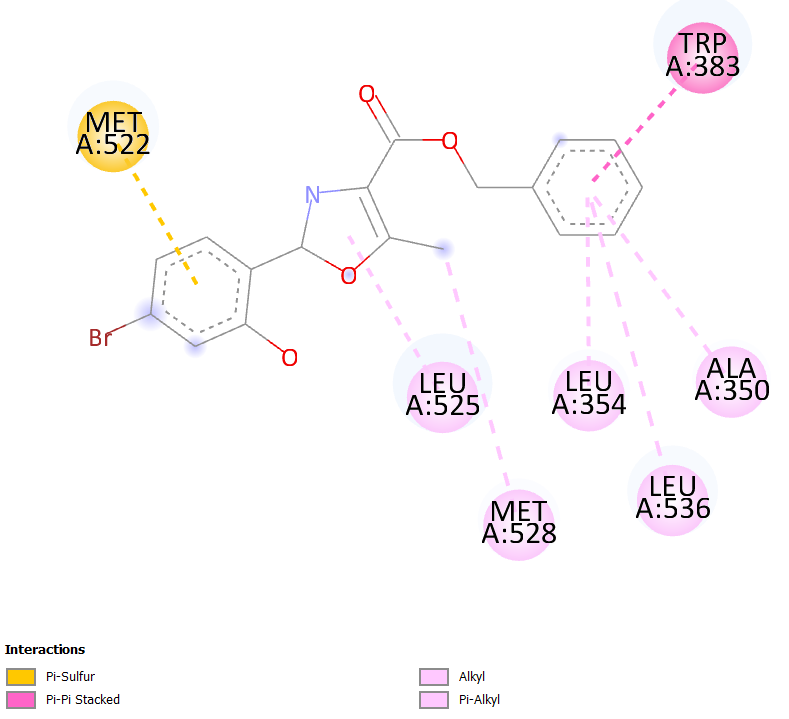 TRP
A:383
O
MET
A:522
O
N
O
Br
O
LEU
A:525
LEU
A:354
ALA
A:350
MET
A:528
LEU
A:536
Interactions
Pi-Sulfur
Pi-Pi Stacked
Alkyl
Pi-Alkyl